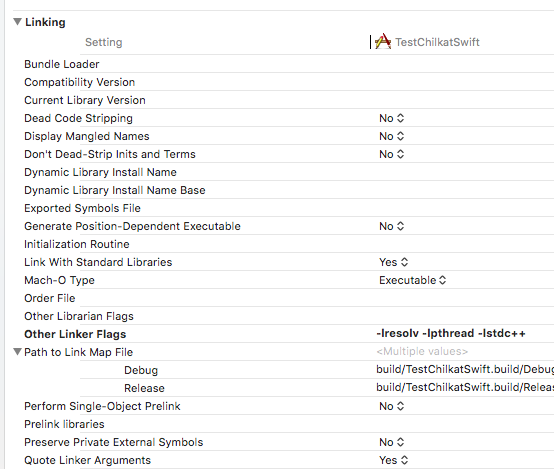 Linking
Setting TestChilkatSwift
Bundle Loader
Compatibility Version
Current Library Version
Dead Code Stripping No
Display Mangled Names No
Don't Dead-Strip Inits and Terms No
Dynamic Library Install Name
Dynamic Library Install Name Base
Exported Symbols File
Generate Position-Dependent Executable No
Initialization Routine
Link With Standard Libraries Yes
Mach-O Type Executable
Order File
Other Librarian Flags
Other Linker Flags -lresolv -lpthread -lstdc++
Path to Link Map File <Multiple values>
Debug build/TestChilkatSwift.build/Debug
Release build/TestChilkatSwift.build/Releas
Perform Single-Object Prelink No
Prelink libraries
Preserve Private External Symbols No
Quote Linker Arguments Yes